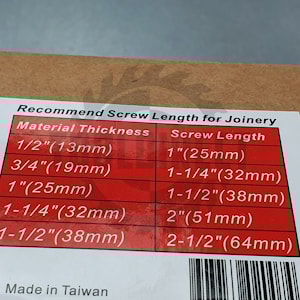 Recommend Screw Length for Joinery
Material Thickness Screw Length
1/2"(13mm) 1"(25mm)
3/4"(19mm) 1-1/4"(32mm)
1"(25mm) 1-1/2"(38mm)
1-1/4"(32mm) 2"(51mm)
1-1/2"(38mm) 2-1/2"(64mm)
Made in Taiwan